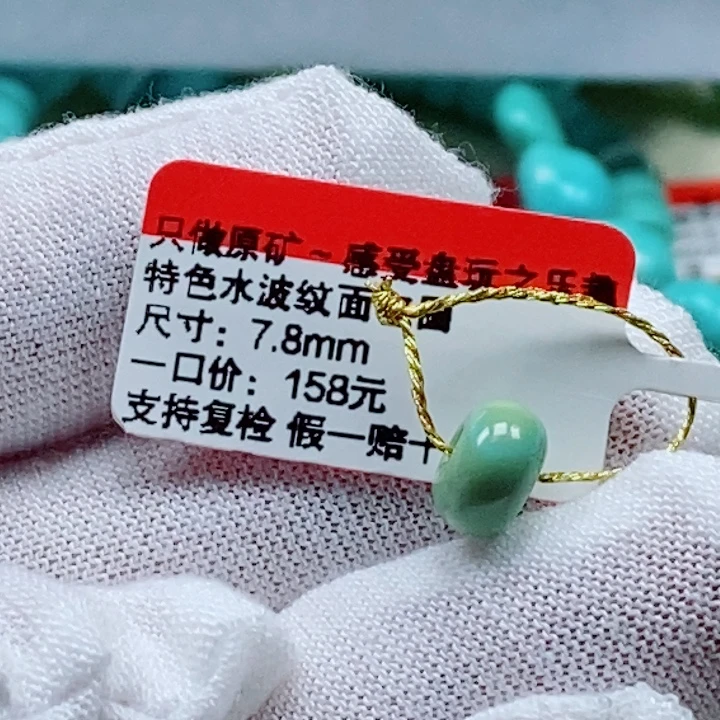 只做原矿～感受盘玩之乐趣
特色水波纹面 圈
尺寸：7.8mm
一口价：158元
支持复检 假一赔十